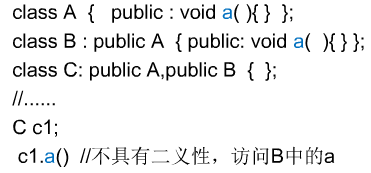 class A { public : void a( ){ } };
class B : public A { public: void a( ){ } };
class C: public A,public B { };
//......
C c1;
c1.a() //不具有二义性，访问B中的a